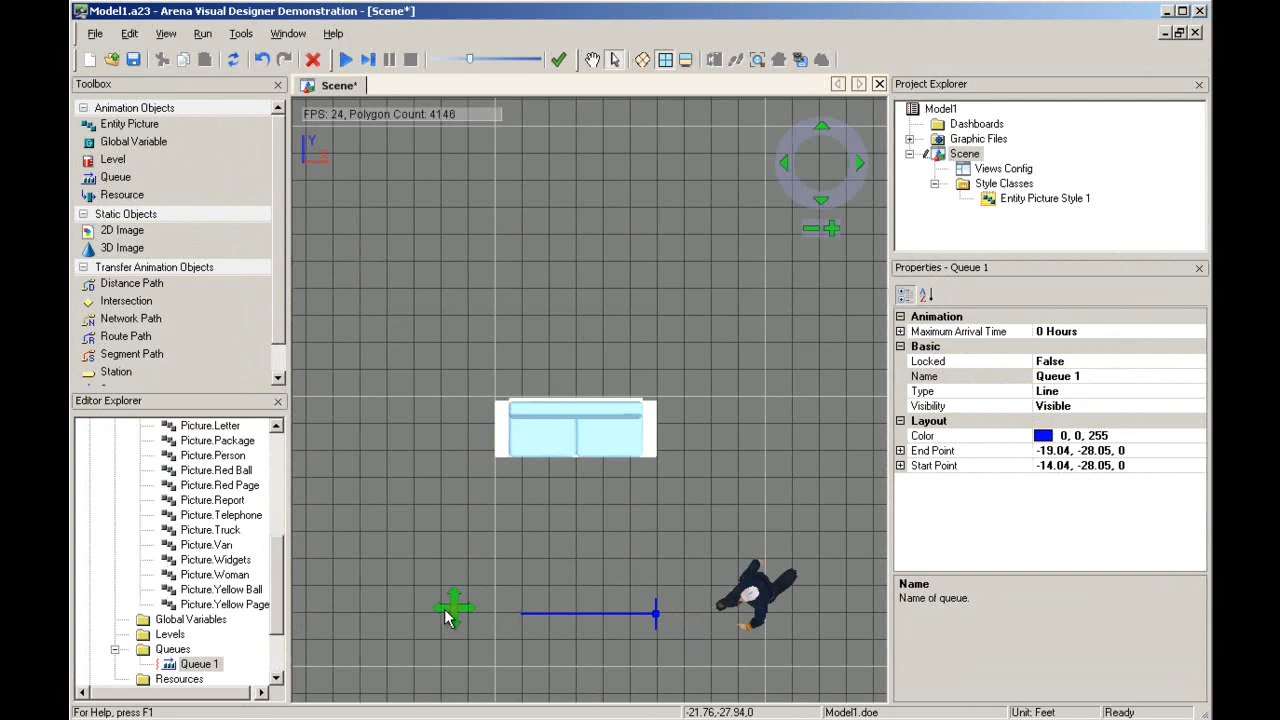 Model1.a23 - Arena Visual Designer Demonstration - [Scene*]
File Edit View Run Tools Window Help
Toolbox
Animation Objects
Entity Picture
Global Variable
Level
Queue
Resource
Static Objects
2D Image
3D Image
Transfer Animation Objects
Distance Path
Intersection
Network Path
Route Path
Segment Path
Station
Editor Explorer
Picture.Letter
Picture.Package
Picture.Person
Picture.Red Ball
Picture.Red Page
Picture.Report
Picture.Telephone
Picture.Truck
Picture.Van
Picture.Widgets
Picture.Woman
Picture.Yellow Ball
Picture.Yellow Page
Global Variables
Levels
Queues
Queue 1
Resources
Scene*
FPS: 24, Polygon Count: 4146
Y
X
Project Explorer
Model1
Dashboards
Graphic Files
Scene
Views Config
Style Classes
Entity Picture Style 1
Properties - Queue 1
Animation
Maximum Arrival Time 0 Hours
Basic
Locked False
Name Queue 1
Type Line
Visibility Visible
Layout
Color 0, 0, 255
End Point -19.04, -28.05, 0
Start Point -14.04, -28.05, 0
Name
Name of queue.
For Help, press F1 -21.76,-27.94,0 Model1.doe Unit: Feet Ready